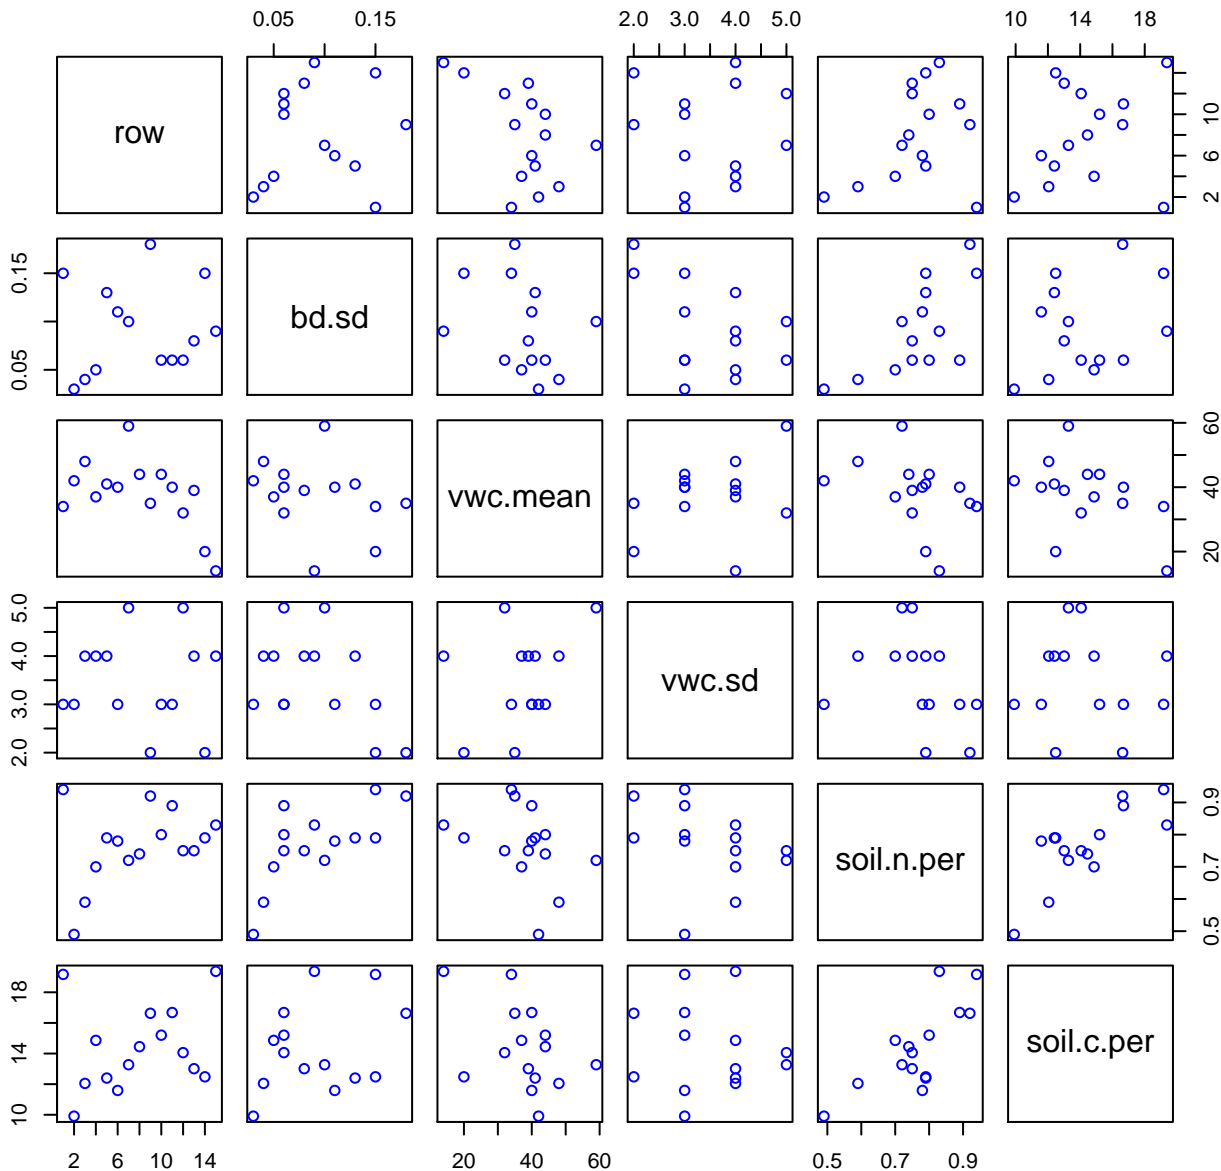 0.05 0.15 2.0 3.0 4.0 5.0 10 14 18
row 2 6 10
0.05 0.15 bd.sd
vwc.mean 20 40 60
2.0 3.0 4.0 5.0 vwc.sd
soil.n.per 0.5 0.7 0.9
10 14 18 soil.c.per
2 6 10 14 20 40 60 0.5 0.7 0.9